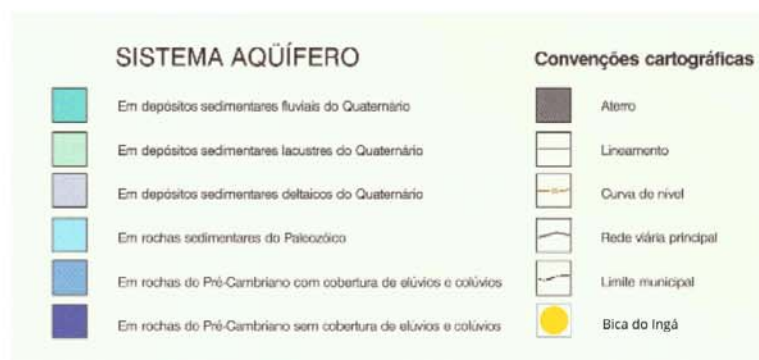 SISTEMA AQÜÍFERO
Em depósitos sedimentares fluviais do Quaternário
Em depósitos sedimentares lacustres do Quaternário
Em depósitos sedimentares deltaicos do Quaternário
Em rochas sedimentares do Paleozóico
Em rochas do Pré-Cambriano com cobertura de elúvios e colúvios
Em rochas do Pré-Cambriano sem cobertura de elúvios e colúvios
Convenções cartográficas
Aterro
Lineamento
Curva de nível
Rede viária principal
Limite municipal
Bica do Ingá